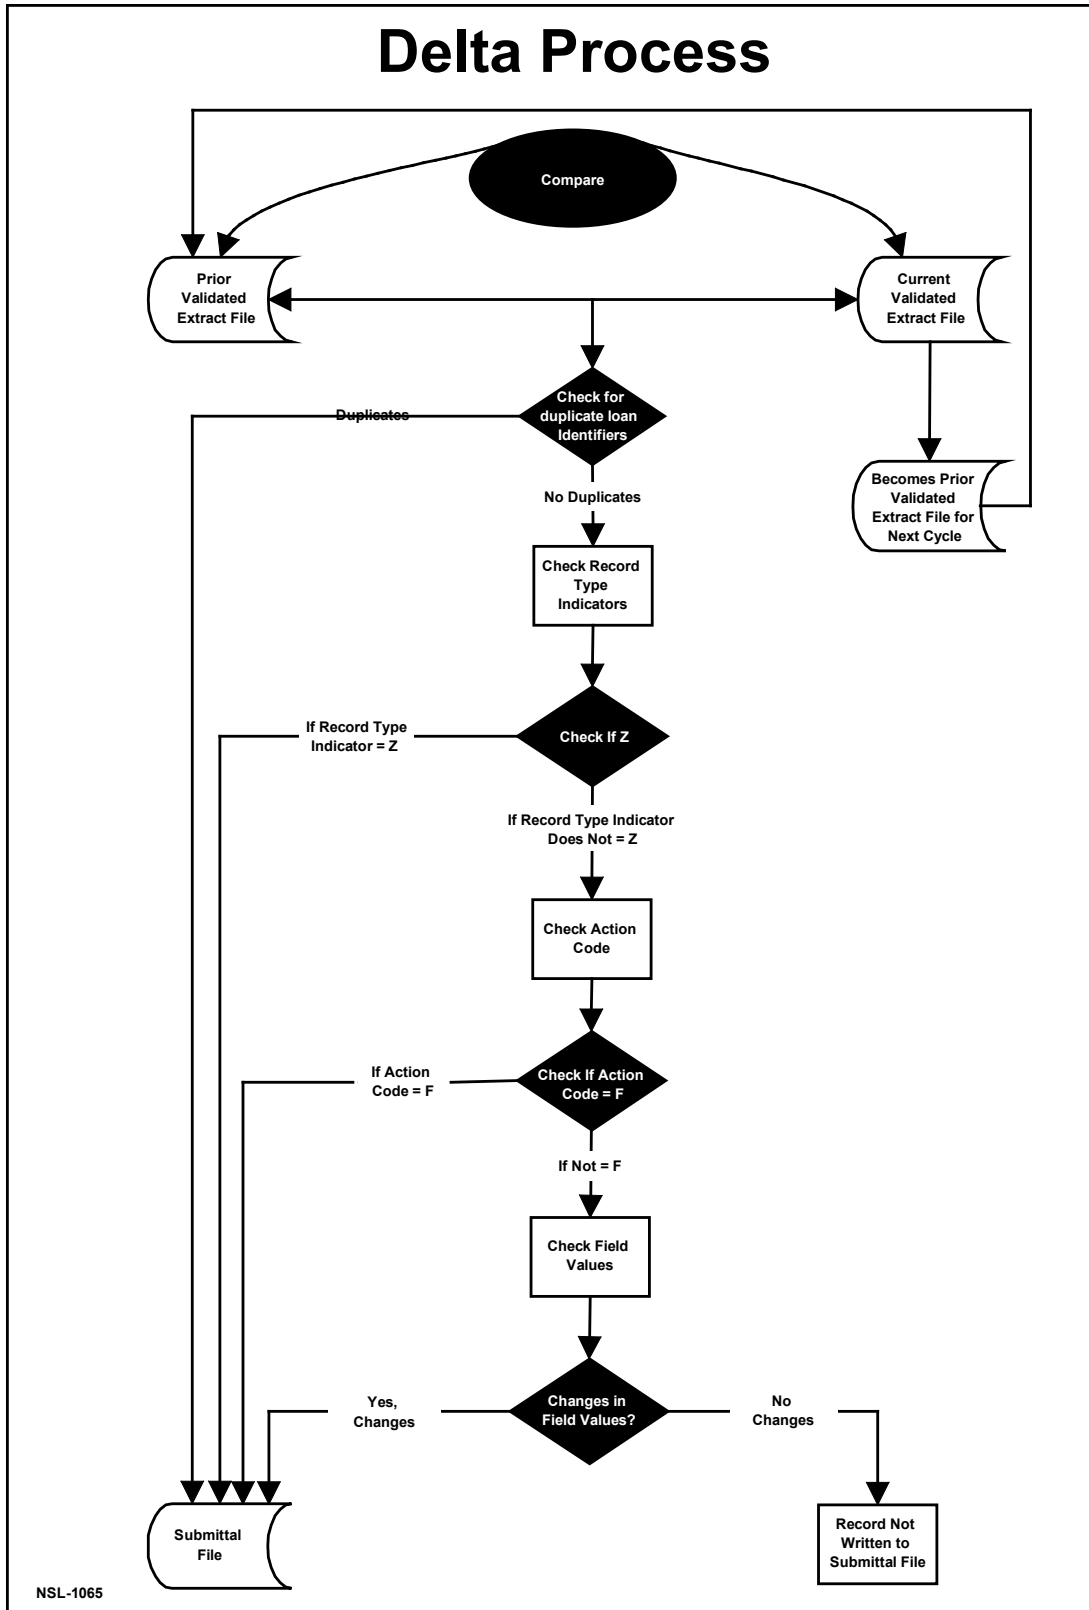 Delta Process
Compare
Prior
Validated
Extract File
Current
Validated
Extract File
Check for
duplicate loan
Identifiers
Duplicates
Becomes Prior
Validated
Extract File for
Next Cycle
No Duplicates
Check Record
Type
Indicators
If Record Type
Indicator = Z
Check If Z
If Record Type Indicator
Does Not = Z
Check Action
Code
If Action
Code = F
Check If Action
Code = F
If Not = F
Check Field
Values
Yes,
Changes
Changes in
Field Values?
No
Changes
Submittal
File
Record Not
Written to
Submittal File
NSL-1065